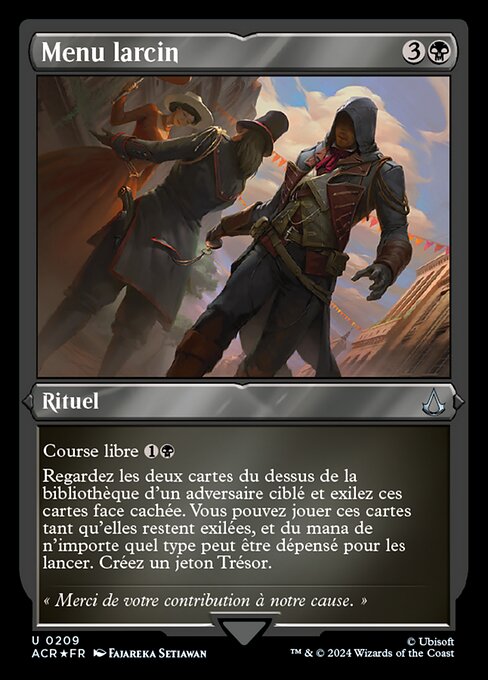 Menu larcin 3
Rituel
Course libre 1
Regardez les deux cartes du dessus de la
bibliothèque d'un adversaire ciblé et exilez ces
cartes face cachée. Vous pouvez jouer ces cartes
tant qu'elles restent exilées, et du mana de
n'importe quel type peut être dépensé pour les
lancer. Créez un jeton Trésor.
« Merci de votre contribution à notre cause. »
U 0209
ACR★FR Fajareka Setiawan
© Ubisoft
™ & © 2024 Wizards of the Coast